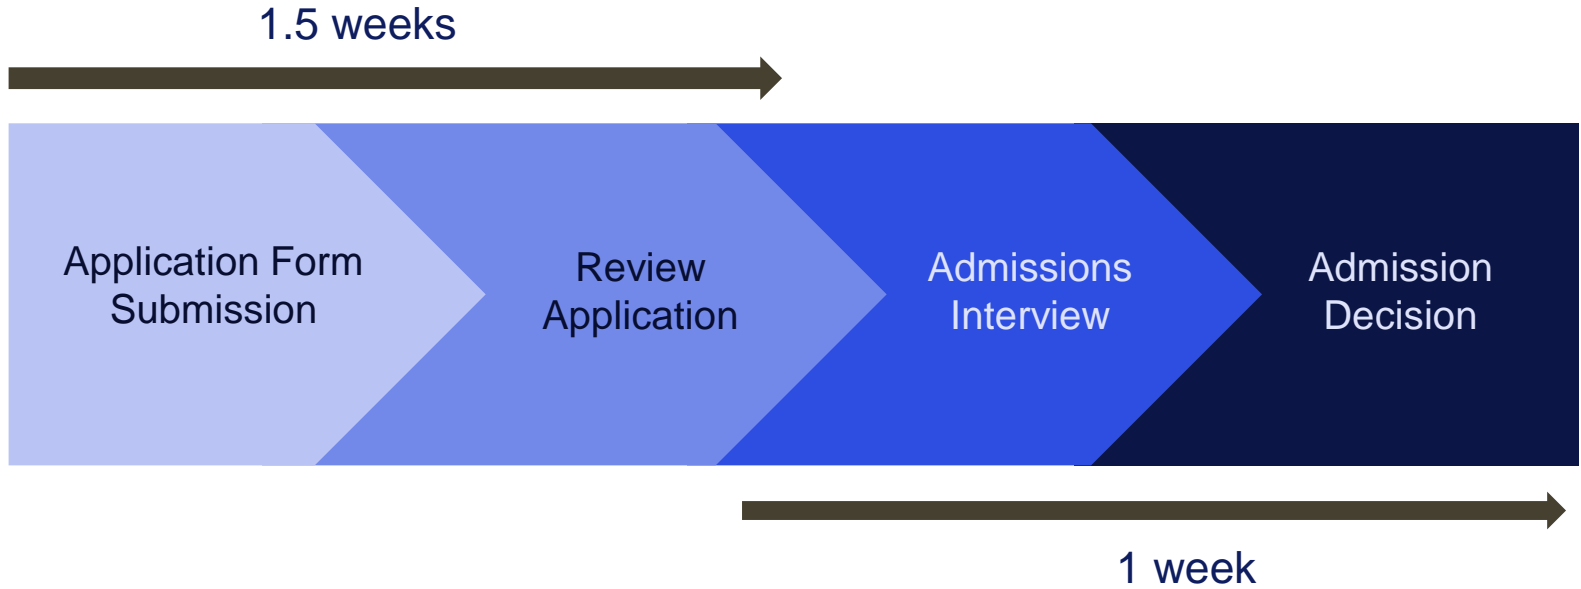 1.5 weeks
Application Form
Submission
Review
Application
Admissions
Interview
Admission
Decision
1 week